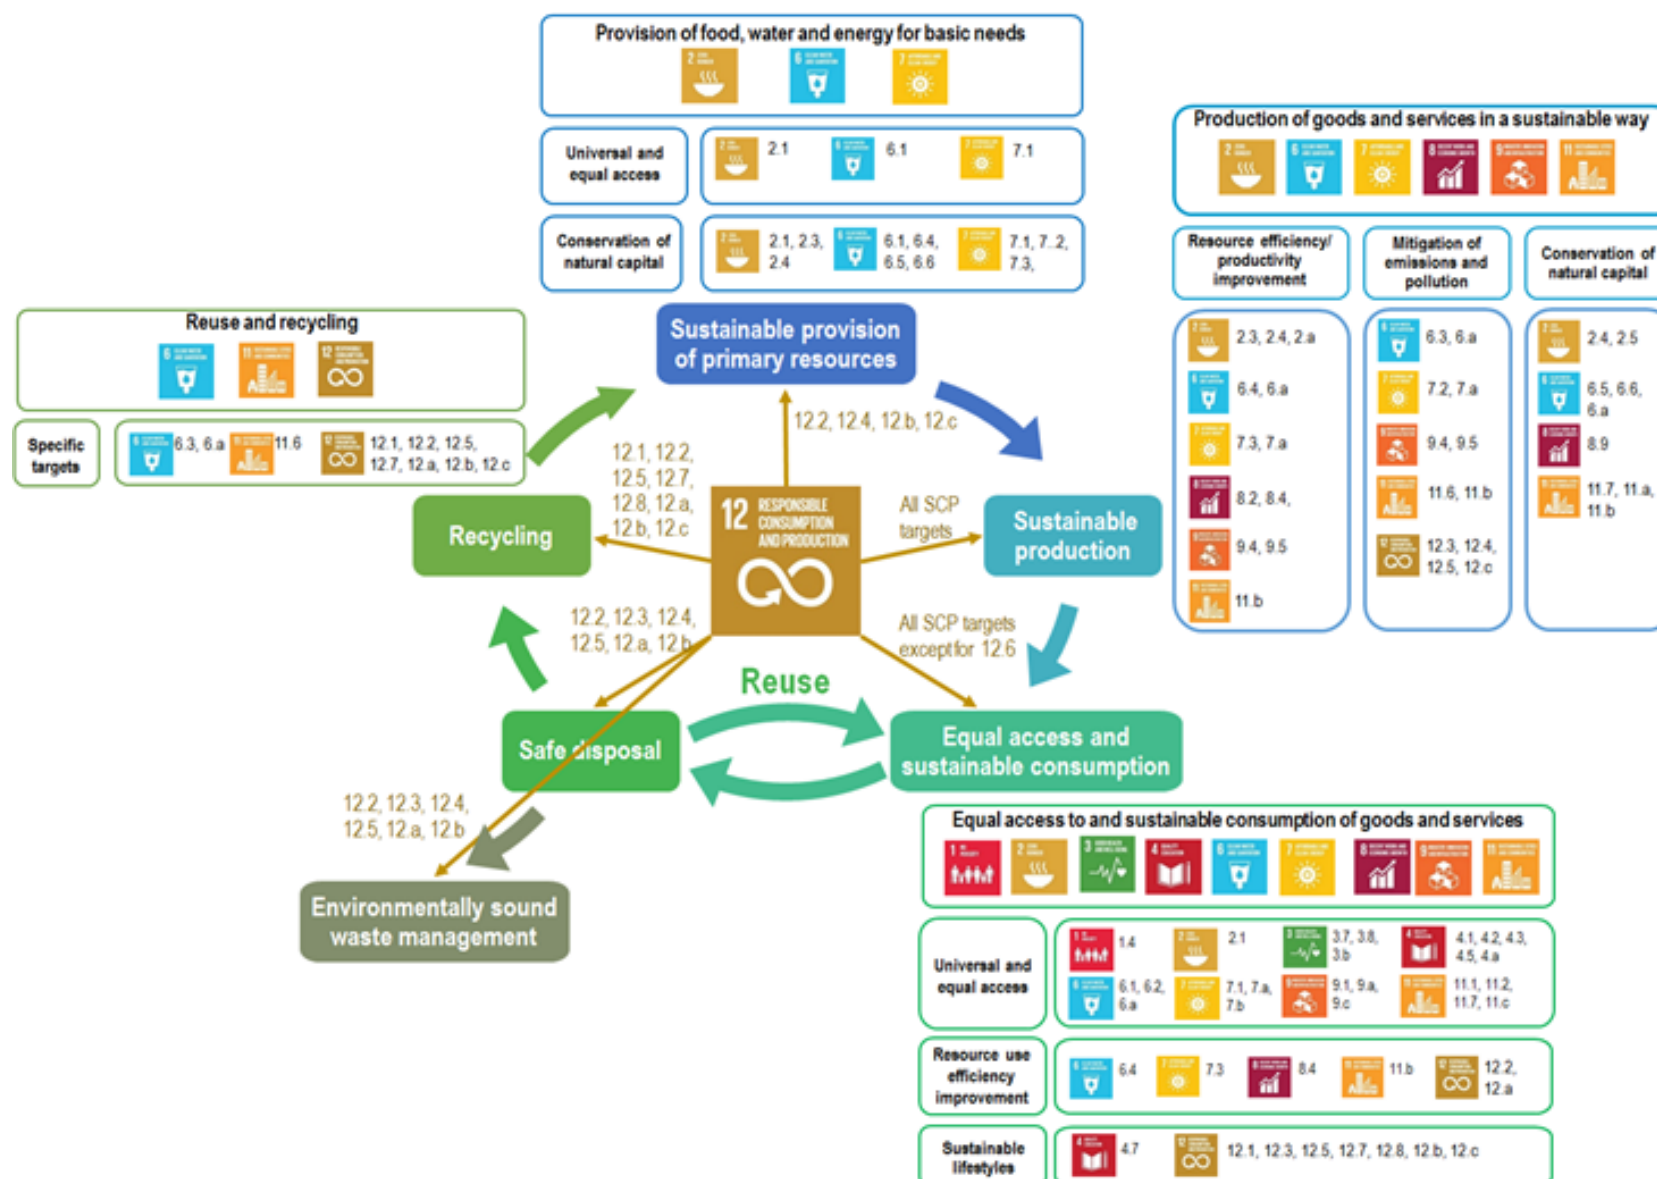 Provision of food, water and energy for basic needs
Universal and
equal access
2.1
6.1
7.1
Conservation of
natural capital
2.1, 2.3,
2.4
6.1, 6.4,
6.5, 6.6
7.1, 7..2,
7.3,
Production of goods and services in a sustainable way
Resource efficiency/
productivity
improvement
Mitigation of
emissions and
pollution
Conservation of
natural capital
2.3, 2.4, 2.a
6.4, 6.a
7.3, 7.a
8.2, 8.4,
9.4, 9.5
11.b
6.3, 6.a
7.2, 7.a
9.4, 9.5
11.6, 11.b
12.3, 12.4,
12.5, 12.c
2.4, 2.5
6.5, 6.6,
6.a
8.9
11.7, 11.a,
11.b
Reuse and recycling
Specific
targets
6.3, 6.a
11.6
12.1, 12.2, 12.5,
12.7, 12.a, 12.b, 12.c
Sustainable provision
of primary resources
12.2, 12.4, 12.b, 12.c
12.1, 12.2,
12.5, 12.7,
12.8, 12.a,
12.b, 12.c
Recycling
12 RESPONSIBLE
CONSUMPTION
AND PRODUCTION
All SCP
targets
Sustainable
production
12.2, 12.3, 12.4,
12.5, 12.a, 12.b
All SCP targets
except for 12.6
Reuse
Safe disposal
Equal access and
sustainable consumption
12.2, 12.3, 12.4,
12.5, 12.a, 12.b
Environmentally sound
waste management
Equal access to and sustainable consumption of goods and services
Universal and
equal access
1.4
2.1
3.7, 3.8,
3.b
4.1, 4.2, 4.3,
4.5, 4.a
6.1, 6.2,
6.a
7.1, 7.a,
7.b
9.1, 9.a,
9.c
11.1, 11.2,
11.7, 11.c
Resource use
efficiency
improvement
6.4
7.3
8.4
11.b
12.2,
12.a
Sustainable
lifestyles
4.7
12.1, 12.3, 12.5, 12.7, 12.8, 12.b, 12.c